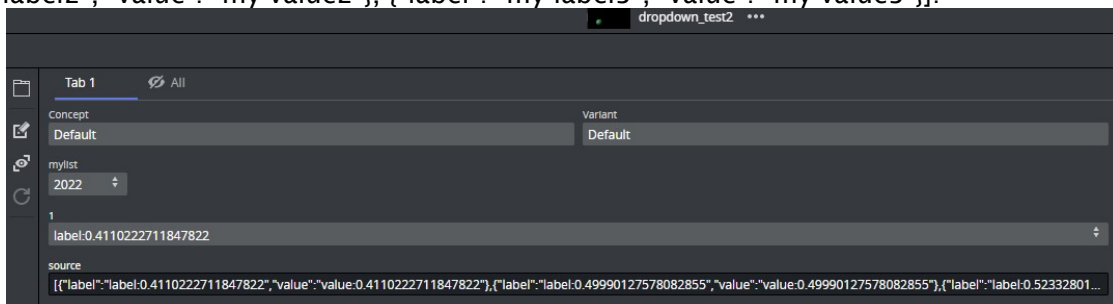 label2", "value": "my value2"}, { "label": "my label3", "value": "my value3"}].
dropdown_test2 •••
Tab 1 All
Concept Variant
Default Default
mylist
2022
1
label:0.4110222711847822
source
[{"label":"label:0.4110222711847822","value":"value:0.4110222711847822"},{"label":"label:0.49990127578082855","value":"value:0.49990127578082855"},{"label":"label:0.52332801...